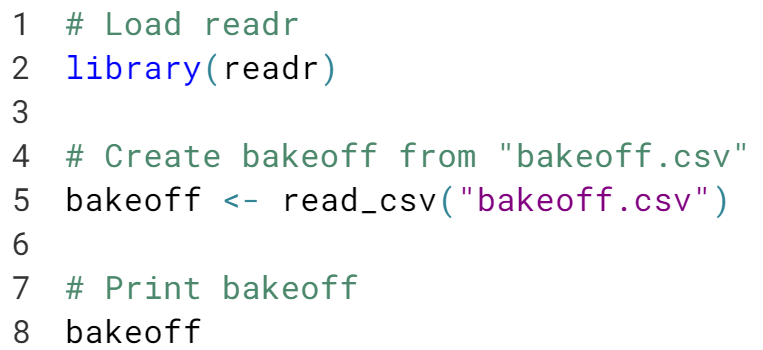 1 # Load readr
2 library(readr)
3
4 # Create bakeoff from "bakeoff.csv"
5 bakeoff <- read_csv("bakeoff.csv")
6
7 # Print bakeoff
8 bakeoff